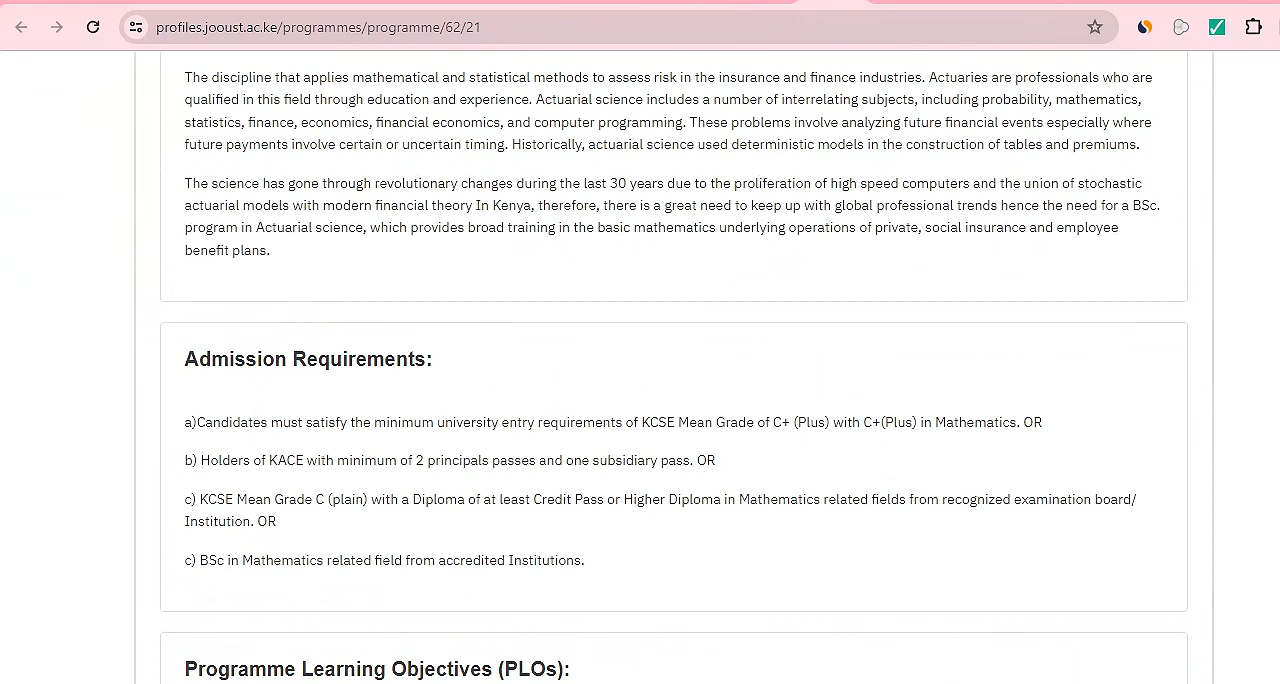 profiles.jooust.ac.ke/programmes/programme/62/21
The discipline that applies mathematical and statistical methods to assess risk in the insurance and finance industries. Actuaries are professionals who are
qualified in this field through education and experience. Actuarial science includes a number of interrelating subjects, including probability, mathematics,
statistics, finance, economics, financial economics, and computer programming. These problems involve analyzing future financial events especially where
future payments involve certain or uncertain timing. Historically, actuarial science used deterministic models in the construction of tables and premiums.
The science has gone through revolutionary changes during the last 30 years due to the proliferation of high speed computers and the union of stochastic
actuarial models with modern financial theory In Kenya, therefore, there is a great need to keep up with global professional trends hence the need for a BSc.
program in Actuarial science, which provides broad training in the basic mathematics underlying operations of private, social insurance and employee
benefit plans.
Admission Requirements:
a)Candidates must satisfy the minimum university entry requirements of KCSE Mean Grade of C+ (Plus) with C+(Plus) in Mathematics. OR
b) Holders of KACE with minimum of 2 principals passes and one subsidiary pass. OR
c) KCSE Mean Grade C (plain) with a Diploma of at least Credit Pass or Higher Diploma in Mathematics related fields from recognized examination board/
Institution. OR
c) BSc in Mathematics related field from accredited Institutions.
Programme Learning Objectives (PLOs):